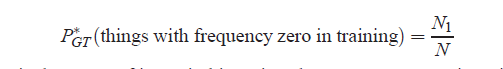 P*GT(things with frequency zero in training) = N1/N